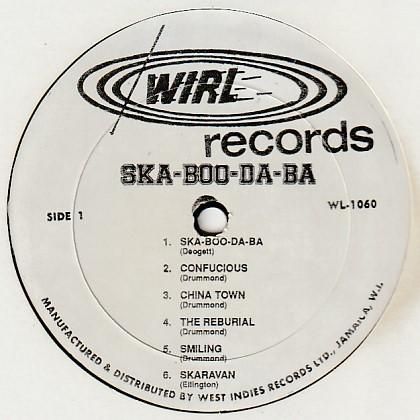 WIRL
records
SKA-BOO-DA-BA
SIDE 1
WL-1060
1. SKA-BOO-DA-BA
(Deogett)
2. CONFUCIOUS
(Drummond)
3. CHINA TOWN
(Drummond)
4. THE REBURIAL
(Drummond)
5. SMILING
(Drummond)
6. SKARAVAN
(Ellington)
MANUFACTURED & DISTRIBUTED BY WEST INDIES RECORDS LTD., JAMAICA, W.I.